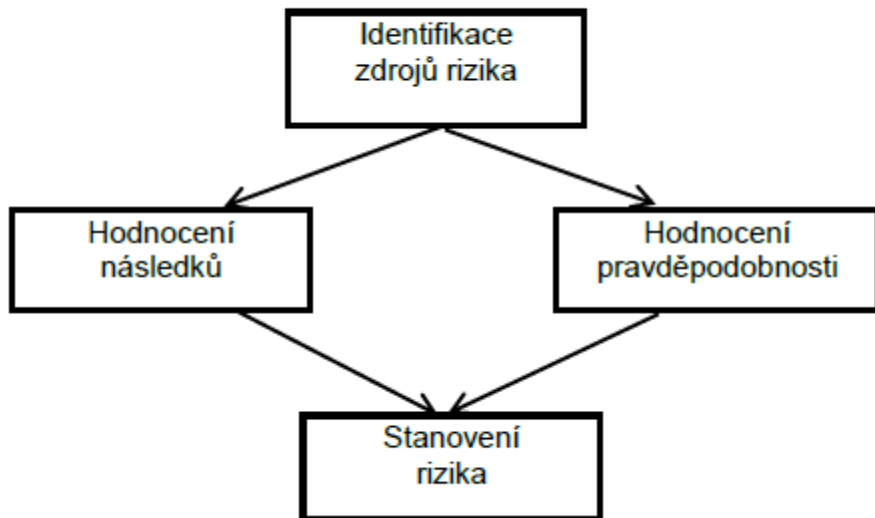 Identifikace
zdrojů rizika
Hodnocení
následků
Hodnocení
pravděpodobnosti
Stanovení
rizika